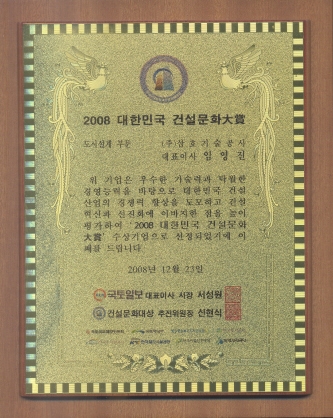 2008 대한민국 건설문화大賞
도시설계 부문
(주)삼호기술공사
대표이사 임 영 진
위 기업은 우수한 기술력과 탁월한
경영능력을 바탕으로 대한민국 건설
산업의 경쟁력 향상을 도모하고 건설
혁신과 선진화에 이바지한 점을 높이
평가하여 '2008 대한민국 건설문화
大賞' 수상기업으로 선정되었기에 이
패를 드립니다
2008년 12월 23일
국토일보 대표이사 사장 서성원
건설문화대상 추진위원장 신현식